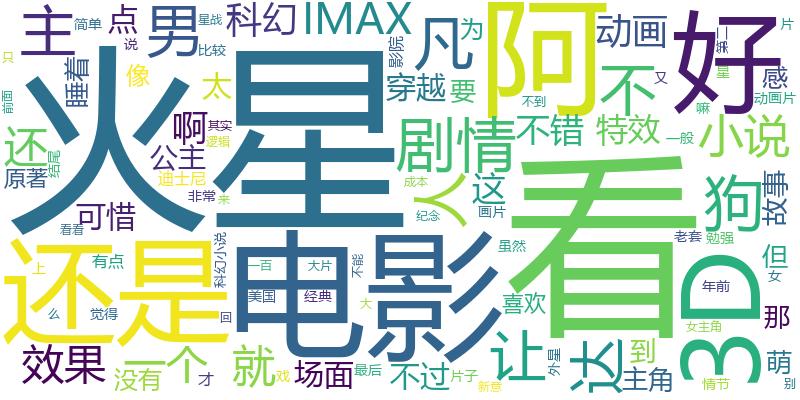 主
点
男
星战
简单
比较
说
科幻
IMAX
影院
凡
为
阿
动画
第二
好
片
只
前面
睡着
像
太
穿越
要
不
星
感
又
动画片
嘛
火星
还
结尾
原著
啊
其实
逻辑
公主
迪士尼
非常
来
可惜
看看
剧情
不错
不到
特效
一般
小说
成本
人
这
画片
纪念
看
狗
故事
老套
勉强
还是
上
有点
么
觉得
科幻小说
回
电影
一百
大片
不能
美国
经典
大
虽然
喜欢
外星
3D
年前
但
女
那
女主角
情节
萌
别
效果
没有
一个
才
就
戏
场面
最后
不过
片子
新意
让
达
到
主角